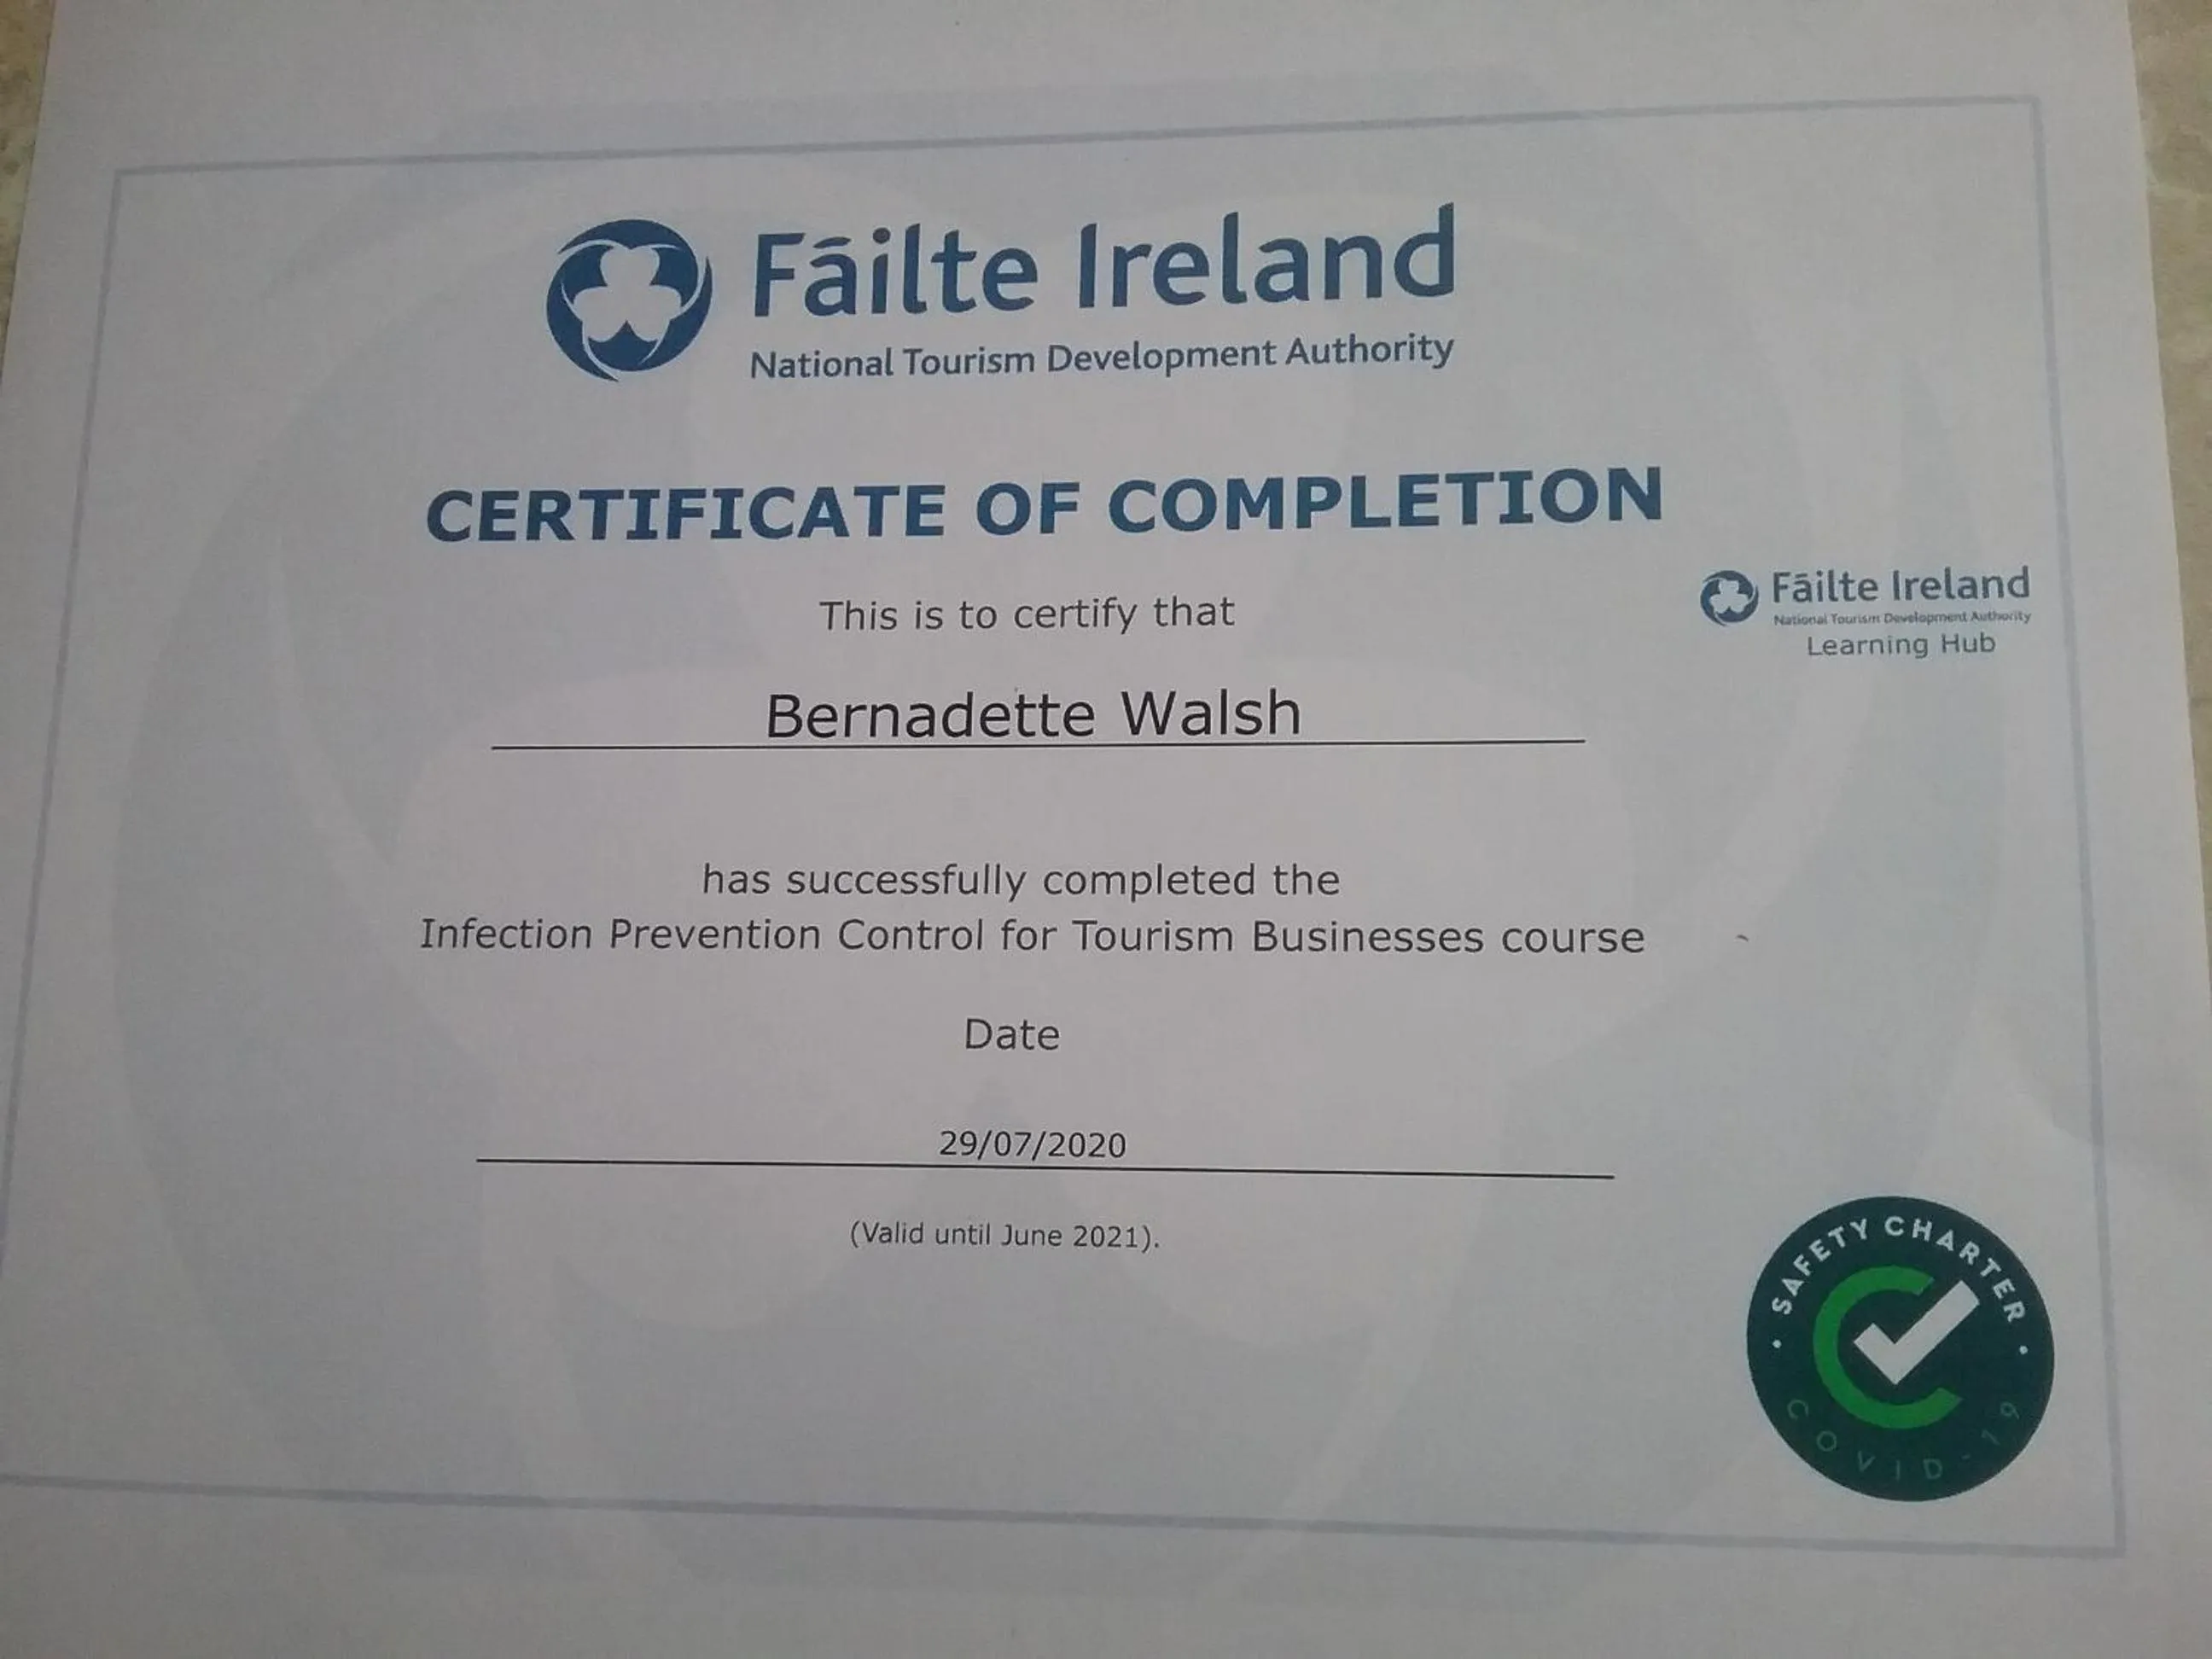 Fāilte Ireland
National Tourism Development Authority
CERTIFICATE OF COMPLETION
This is to certify that
Fāilte Ireland
National Tourism Development Authority
Learning Hub
Bernadette Walsh
has successfully completed the
Infection Prevention Control for Tourism Businesses course
Date
29/07/2020
(Valid until June 2021).
SAFETY CHARTER
COVID-19